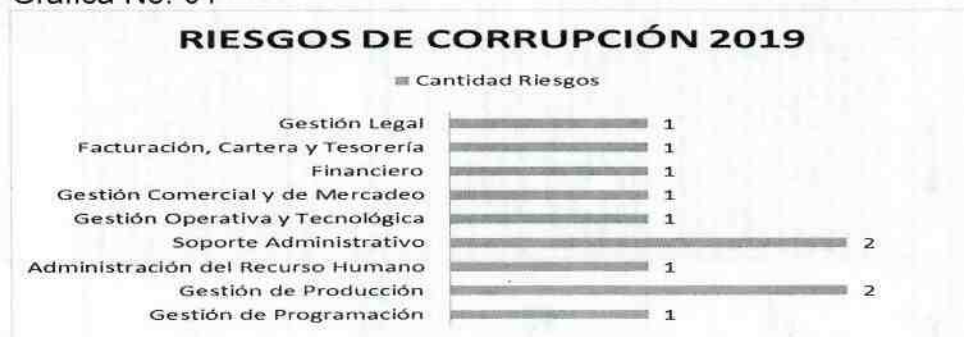 RIESGOS DE CORRUPCIÓN 2019
Cantidad Riesgos
Gestión Legal 1
Facturación, Cartera y Tesorería 1
Financiero 1
Gestión Comercial y de Mercadeo 1
Gestión Operativa y Tecnológica 1
Soporte Administrativo 2
Administración del Recurso Humano 1
Gestión de Producción 2
Gestión de Programación 1